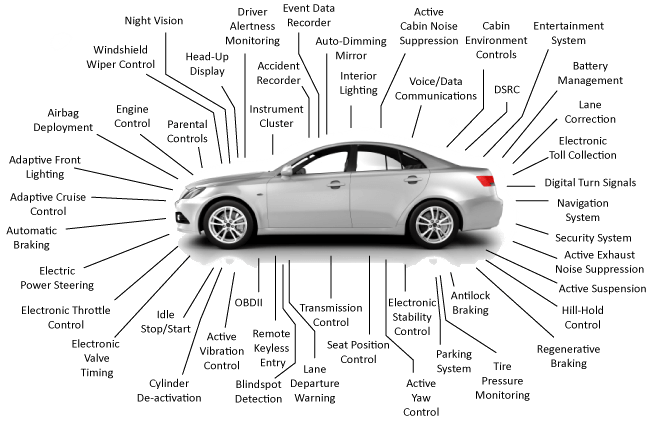 Night Vision
Driver
Alertness
Monitoring
Event Data
Recorder
Auto-Dimming
Mirror
Active
Cabin Noise
Suppression
Cabin
Environment
Controls
Entertainment
System
Windshield
Wiper Control
Head-Up
Display
Accident
Recorder
Interior
Lighting
Voice/Data
Communications
DSRC
Battery
Management
Airbag
Deployment
Engine
Control
Parental
Controls
Instrument
Cluster
Lane
Correction
Electronic
Toll Collection
Adaptive Front
Lighting
Digital Turn Signals
Adaptive Cruise
Control
Navigation
System
Automatic
Braking
Security System
Electric
Power Steering
Active Exhaust
Noise Suppression
Active Suspension
Electronic Throttle
Control
Idle
Stop/Start
OBDII
Transmission
Control
Electronic
Stability
Control
Antilock
Braking
Hill-Hold
Control
Electronic
Valve
Timing
Active
Vibration
Control
Remote
Keyless
Entry
Seat Position
Control
Parking
System
Regenerative
Braking
Cylinder
De-activation
Blindspot
Detection
Lane
Departure
Warning
Active
Yaw
Control
Tire
Pressure
Monitoring